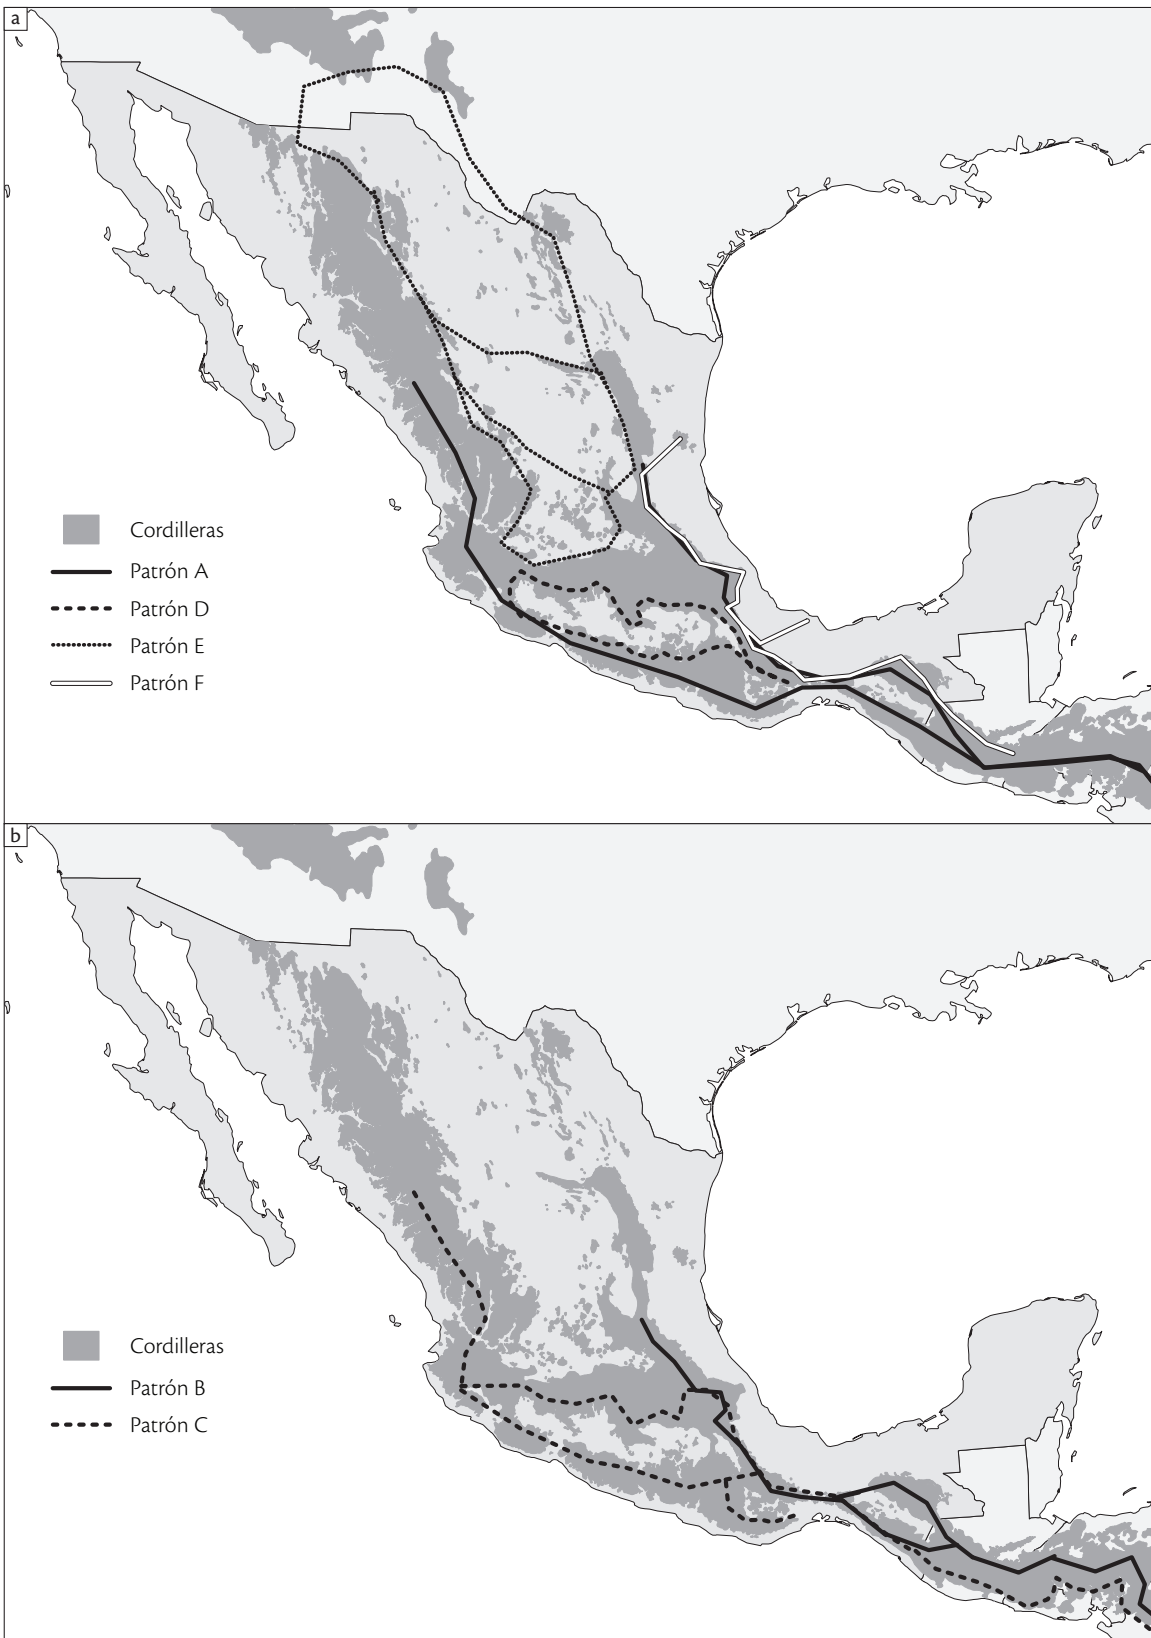 a
Cordilleras
Patrón A
Patrón D
Patrón E
Patrón F
b
Cordilleras
Patrón B
Patrón C